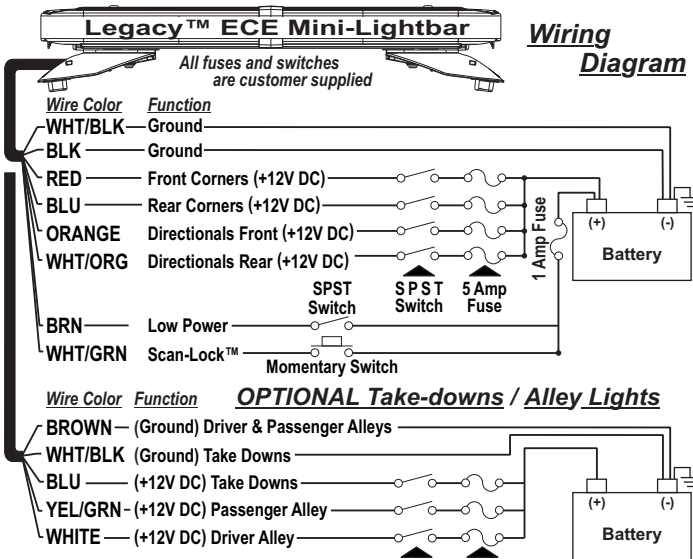 Legacy™ ECE Mini-Lightbar
Wiring
Diagram
All fuses and switches
are customer supplied
Wire Color Function
WHT/BLK Ground
BLK Ground
RED Front Corners (+12V DC)
BLU Rear Corners (+12V DC)
ORANGE Directionals Front (+12V DC)
WHT/ORG Directionals Rear (+12V DC)
1 Amp Fuse
(+) (-)
Battery
SPST
Switch
SPST
Switch
5 Amp
Fuse
BRN Low Power
WHT/GRN Scan-Lock™
Momentary Switch
Wire Color Function OPTIONAL Take-downs / Alley Lights
BROWN (Ground) Driver & Passenger Alleys
WHT/BLK (Ground) Take Downs
BLU (+12V DC) Take Downs
YEL/GRN (+12V DC) Passenger Alley
WHITE (+12V DC) Driver Alley
(+) (-)
Battery